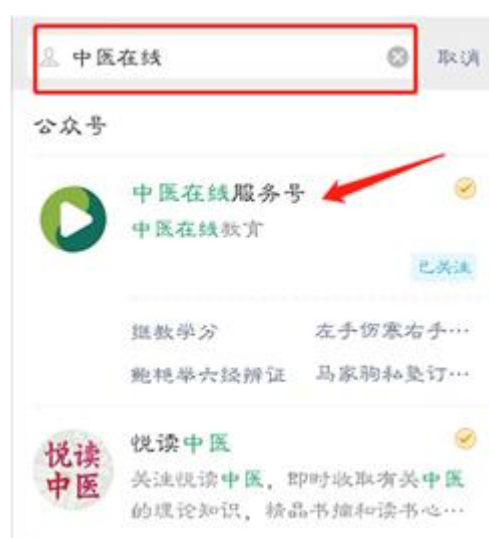 中医在线 取消
公众号
中医在线服务号
中医在线教育
已关注
继教学分 左手伤寒右手…
鲍艳举六经辨证 马家驹私塾订…
悦读中医
悦读中医
关注悦读中医，即时收取有关中医
的理论知识，精品书摘和读书心…